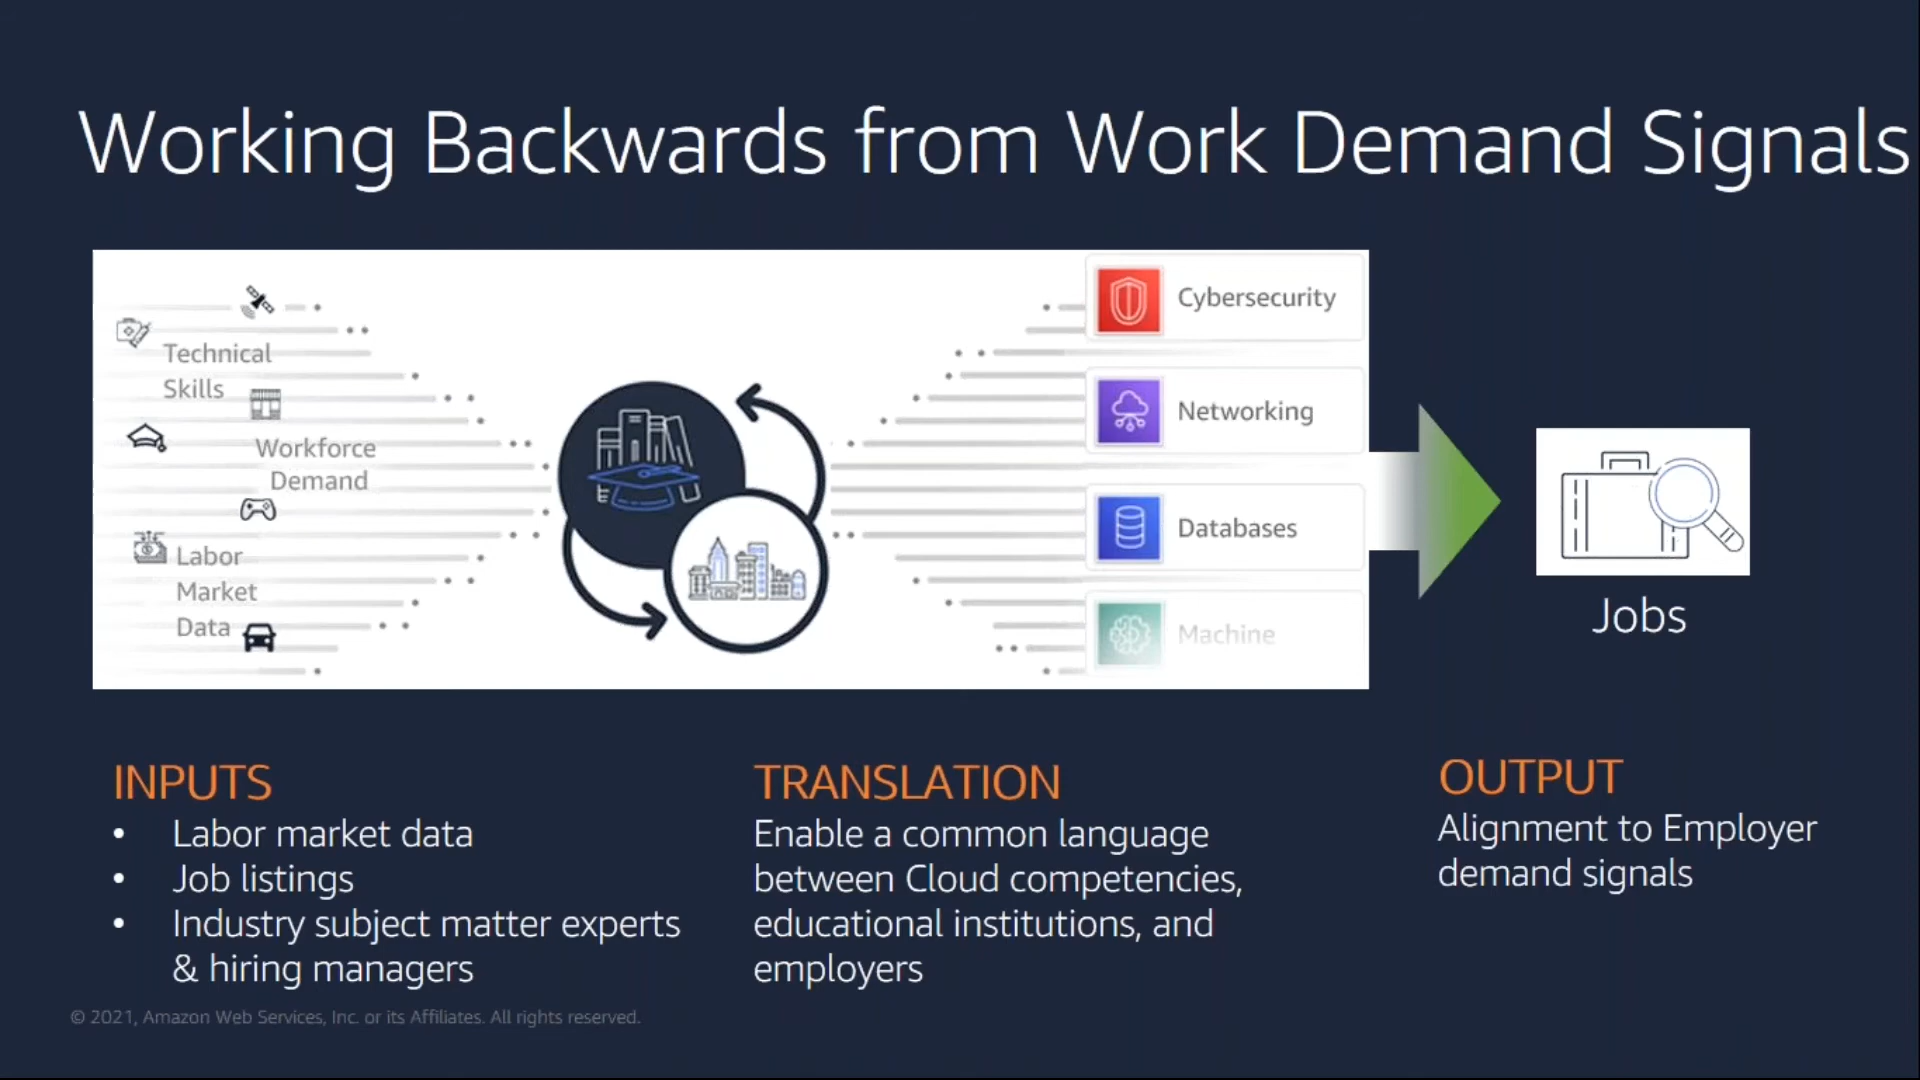 Working Backwards from Work Demand Signals
Technical
Skills
Workforce
Demand
Labor
Market
Data
Cybersecurity
Networking
Databases
Machine
Jobs
INPUTS
• Labor market data
• Job listings
• Industry subject matter experts
& hiring managers
TRANSLATION
Enable a common language
between Cloud competencies,
educational institutions, and
employers
OUTPUT
Alignment to Employer
demand signals
© 2021, Amazon Web Services, Inc. or its Affiliates. All rights reserved.